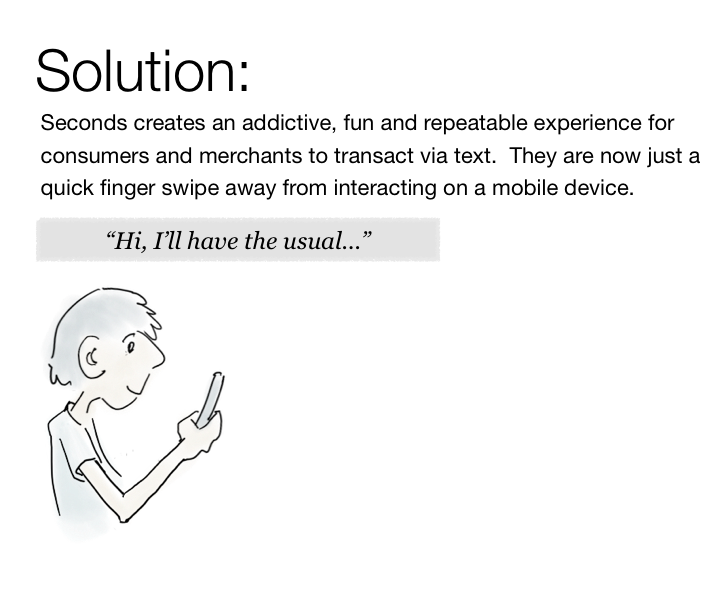 Solution:
Seconds creates an addictive, fun and repeatable experience for
consumers and merchants to transact via text.  They are now just a
quick finger swipe away from interacting on a mobile device.
“Hi, I’ll have the usual...”